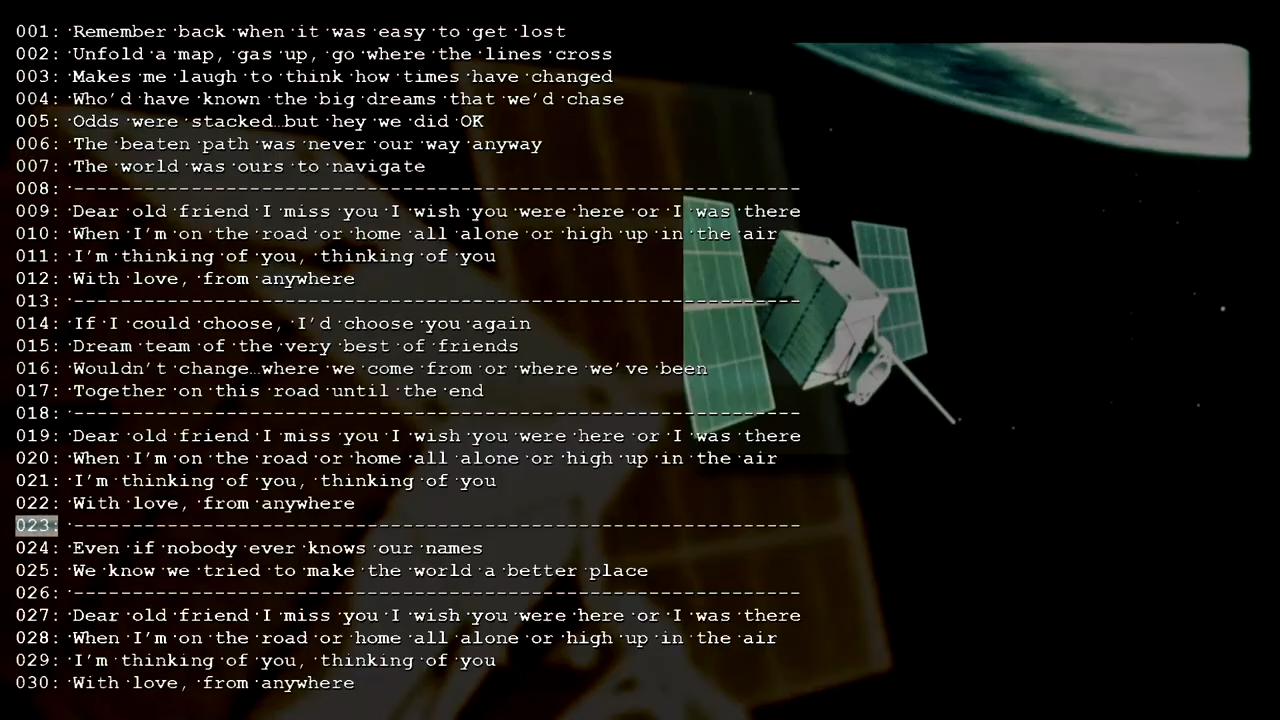 001: ·Remember·back·when·it·was·easy·to·get·lost
002: ·Unfold·a·map,·gas·up,·go·where·the·lines·cross
003: ·Makes·me·laugh·to·think·how·times·have·changed
004: ·Who’d·have·known·the·big·dreams·that·we’d·chase
005: ·Odds·were·stacked…but·hey·we·did·OK
006: ·The·beaten·path·was·never·our·way·anyway
007: ·The·world·was·ours·to·navigate
008: ·--------------------------------------------------------------
009: ·Dear·old·friend·I·miss·you·I·wish·you·were·here·or·I·was·there
010: ·When·I’m·on·the·road·or·home·all·alone·or·high·up·in·the·air
011: ·I’m·thinking·of·you,·thinking·of·you
012: ·With·love,·from·anywhere
013: ·--------------------------------------------------------------
014: ·If·I·could·choose,·I’d·choose·you·again
015: ·Dream·team·of·the·very·best·of·friends
016: ·Wouldn’t·change…where·we·come·from·or·where·we’ve·been
017: ·Together·on·this·road·until·the·end
018: ·--------------------------------------------------------------
019: ·Dear·old·friend·I·miss·you·I·wish·you·were·here·or·I·was·there
020: ·When·I’m·on·the·road·or·home·all·alone·or·high·up·in·the·air
021: ·I’m·thinking·of·you,·thinking·of·you
022: ·With·love,·from·anywhere
023: ·--------------------------------------------------------------
024: ·Even·if·nobody·ever·knows·our·names
025: ·We·know·we·tried·to·make·the·world·a·better·place
026: ·--------------------------------------------------------------
027: ·Dear·old·friend·I·miss·you·I·wish·you·were·here·or·I·was·there
028: ·When·I’m·on·the·road·or·home·all·alone·or·high·up·in·the·air
029: ·I’m·thinking·of·you,·thinking·of·you
030: ·With·love,·from·anywhere